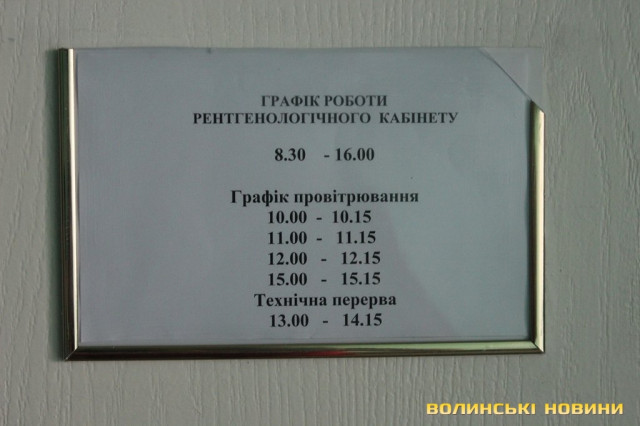 ГРАФІК РОБОТИ
РЕНТГЕНОЛОГІЧНОГО КАБІНЕТУ
8.30 - 16.00
Графік провітрювання
10.00 - 10.15
11.00 - 11.15
12.00 - 12.15
15.00 - 15.15
Технічна перерва
13.00 - 14.15
ВОЛИНСЬКІ НОВИНИ